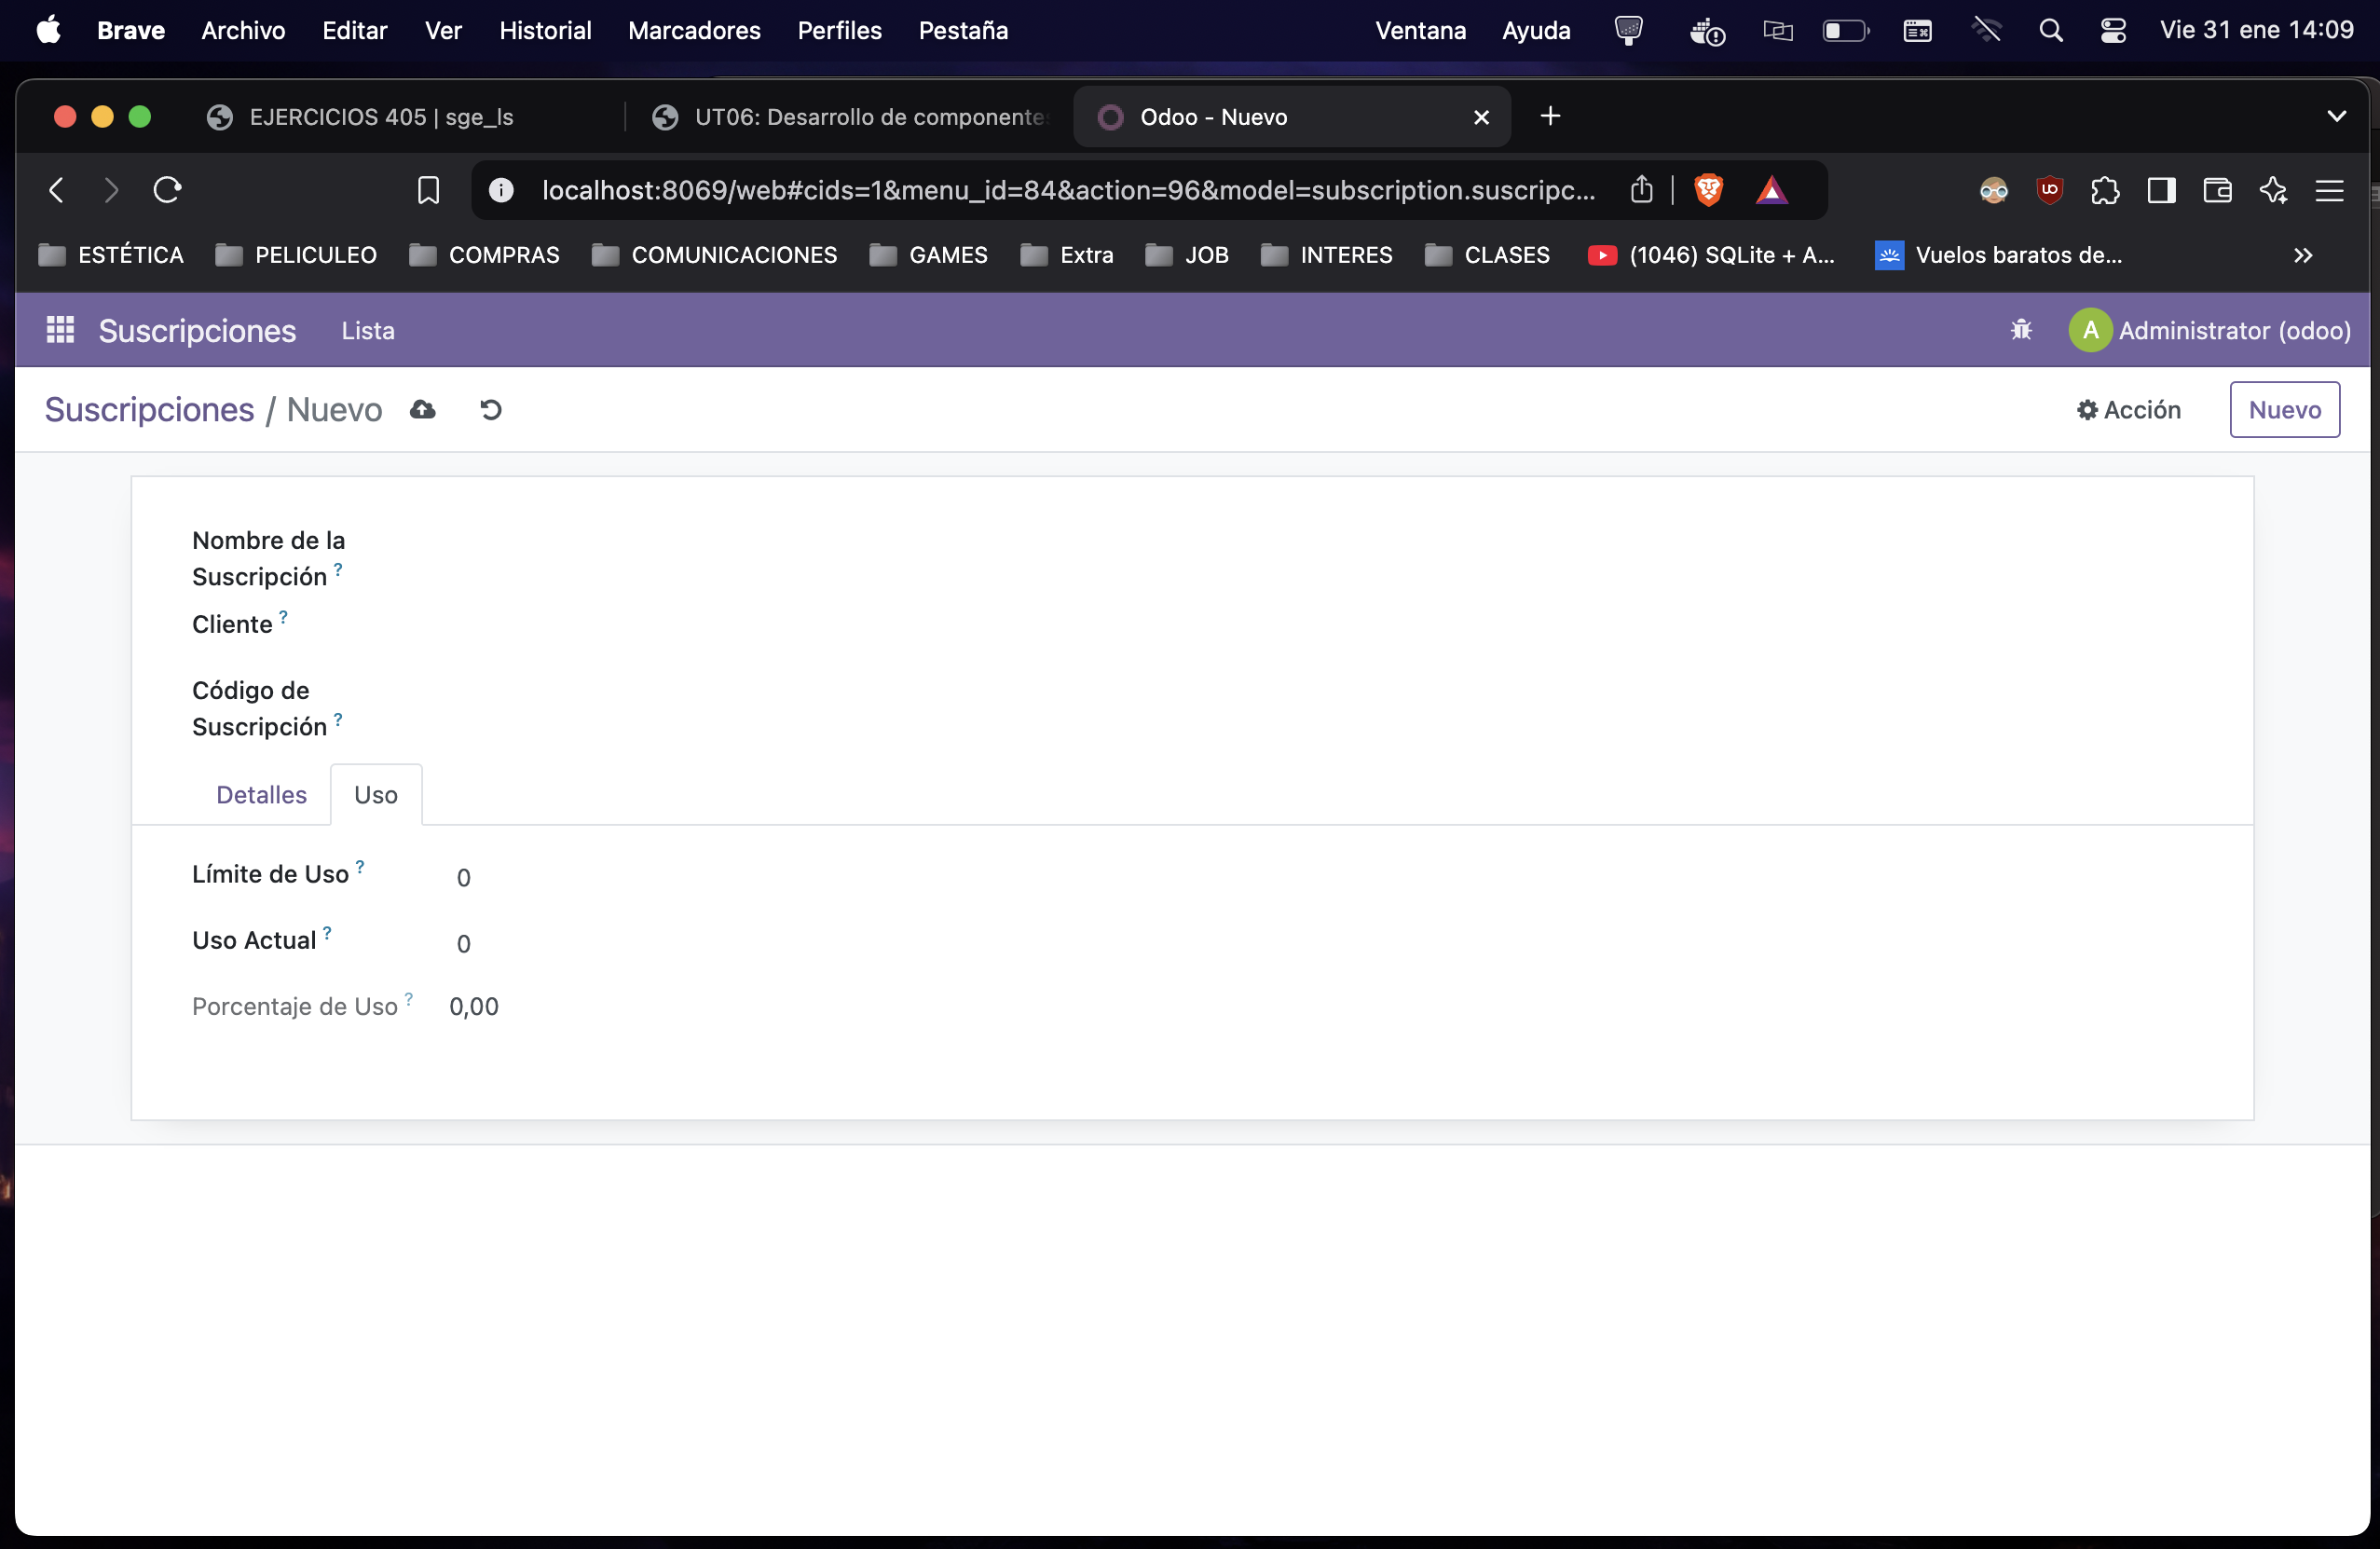 Brave Archivo Editar Ver Historial Marcadores Perfiles Pestaña Ventana Ayuda Vie 31 ene 14:09
EJERCICIOS 405 | sge_ls UT06: Desarrollo de componentes Odoo - Nuevo
localhost:8069/web#cids=1&menu_id=84&action=96&model=subscription.suscripc...
ESTÉTICA PELICULEO COMPRAS COMUNICACIONES GAMES Extra JOB INTERES CLASES (1046) SQLite + A... Vuelos baratos de...
Suscripciones Lista A Administrator (odoo)
Suscripciones / Nuevo Acción Nuevo
Nombre de la
Suscripción ?
Cliente ?
Código de
Suscripción ?
Detalles Uso
Límite de Uso ? 0
Uso Actual ? 0
Porcentaje de Uso ? 0,00